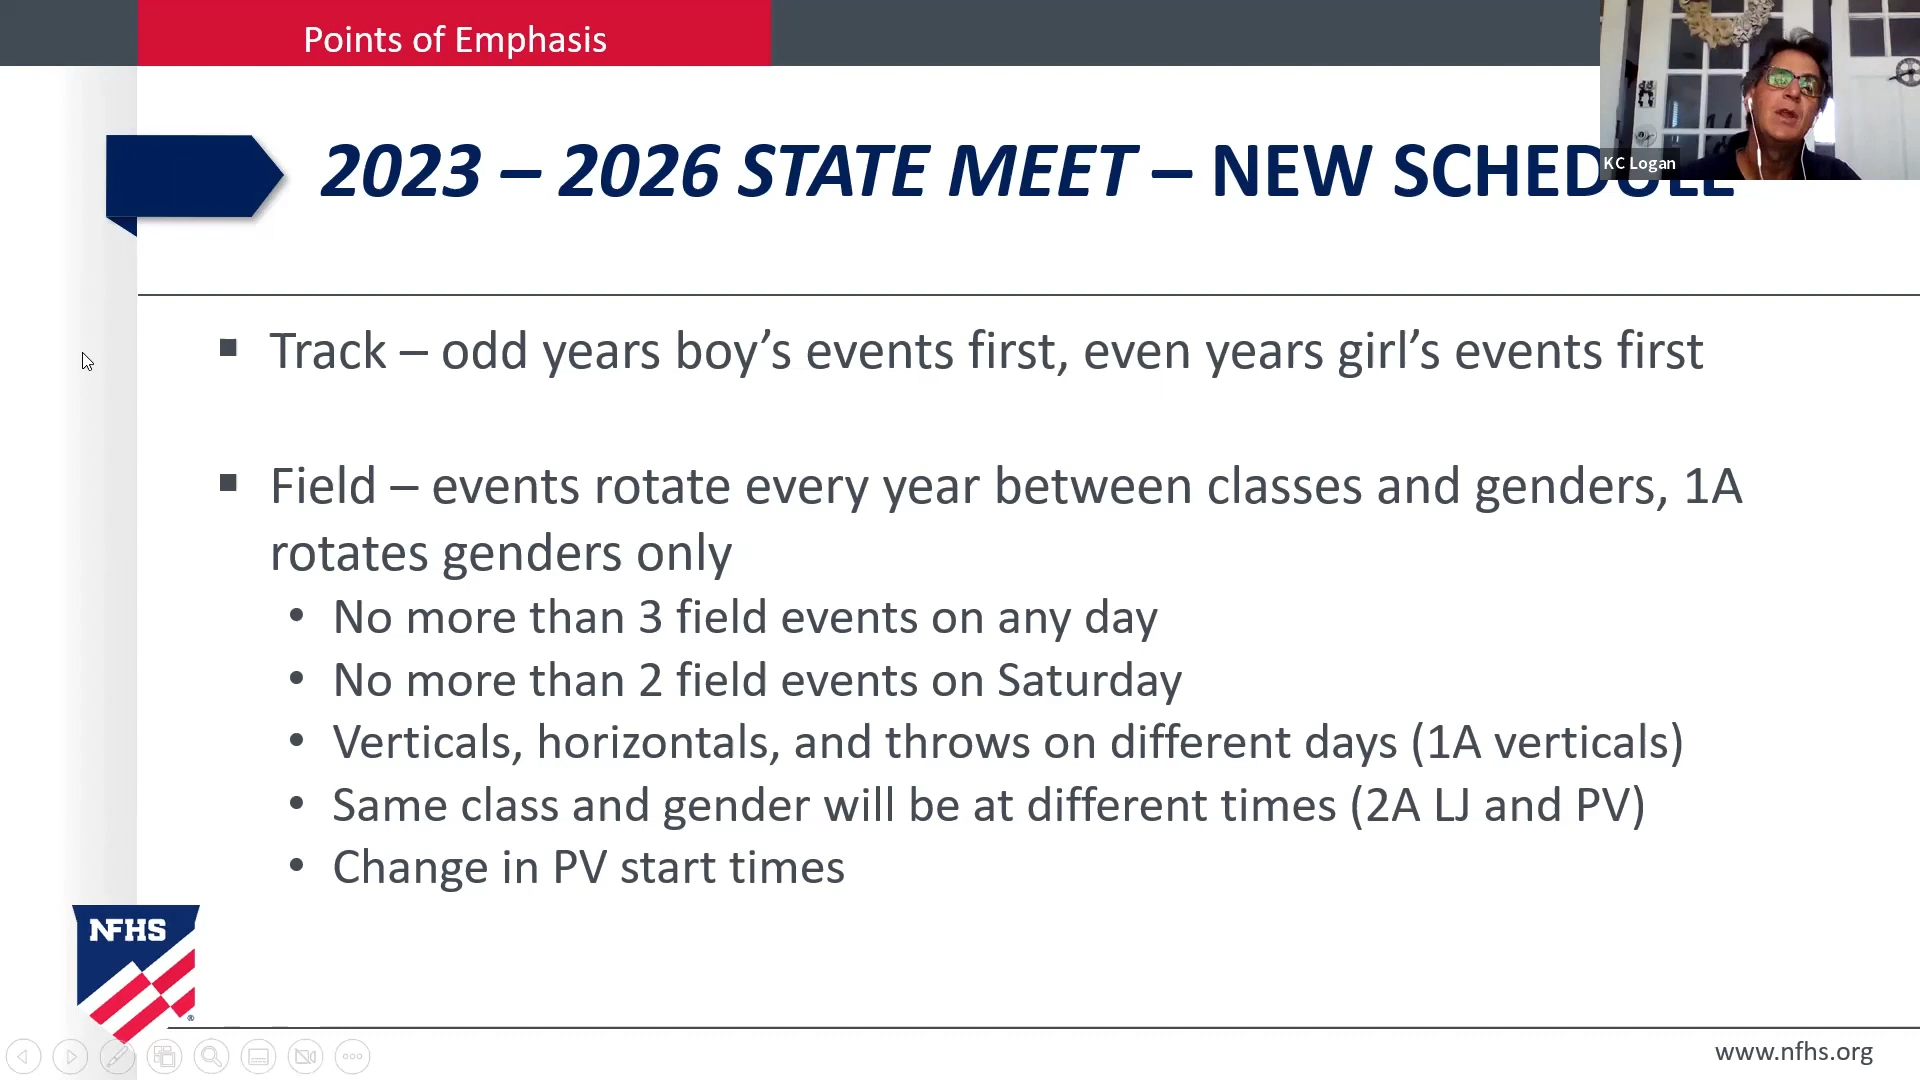 Points of Emphasis
KC Logan
2023 – 2026 STATE MEET – NEW SCHEDULE
Track – odd years boy’s events first, even years girl’s events first
Field – events rotate every year between classes and genders, 1A
rotates genders only
No more than 3 field events on any day
No more than 2 field events on Saturday
Verticals, horizontals, and throws on different days (1A verticals)
Same class and gender will be at different times (2A LJ and PV)
Change in PV start times
NFHS
®
www.nfhs.org